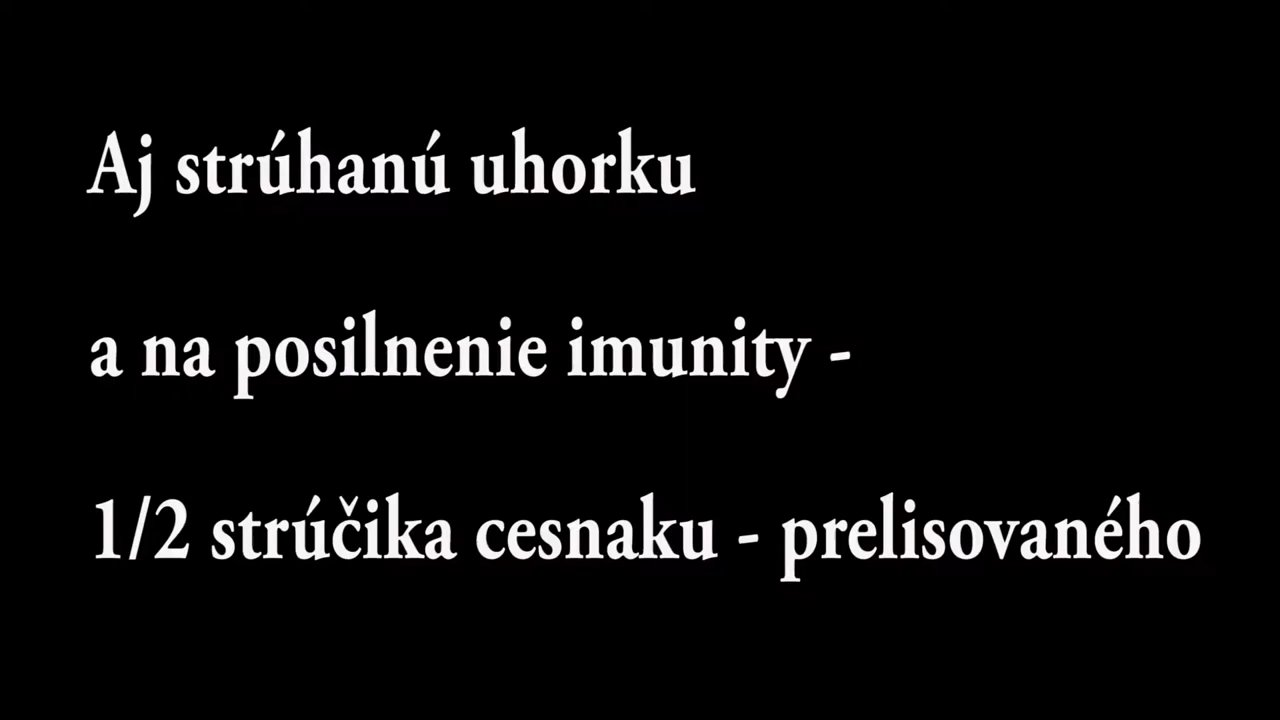 Aj strúhanú uhorku
a na posilnenie imunity -
1/2 strúčika cesnaku - prelisovaného